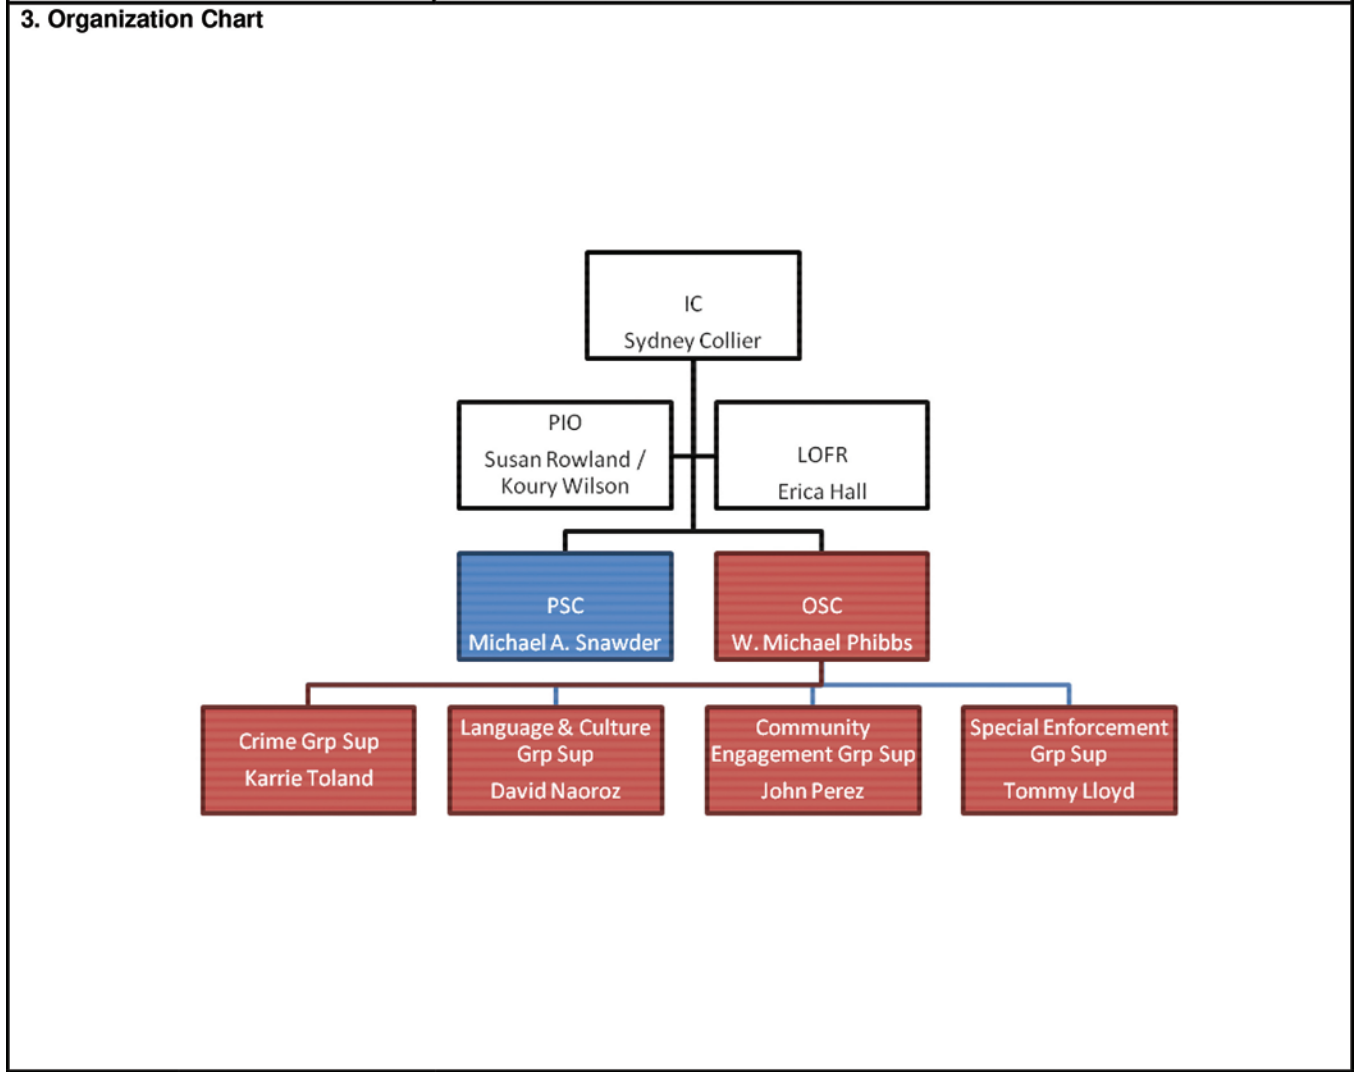 3. Organization Chart
IC
Sydney Collier
PIO
Susan Rowland /
Koury Wilson
LOFR
Erica Hall
PSC
Michael A. Snawder
OSC
W. Michael Phibbs
Crime Grp Sup
Karrie Toland
Language & Culture
Grp Sup
David Naoroz
Community
Engagement Grp Sup
John Perez
Special Enforcement
Grp Sup
Tommy Lloyd